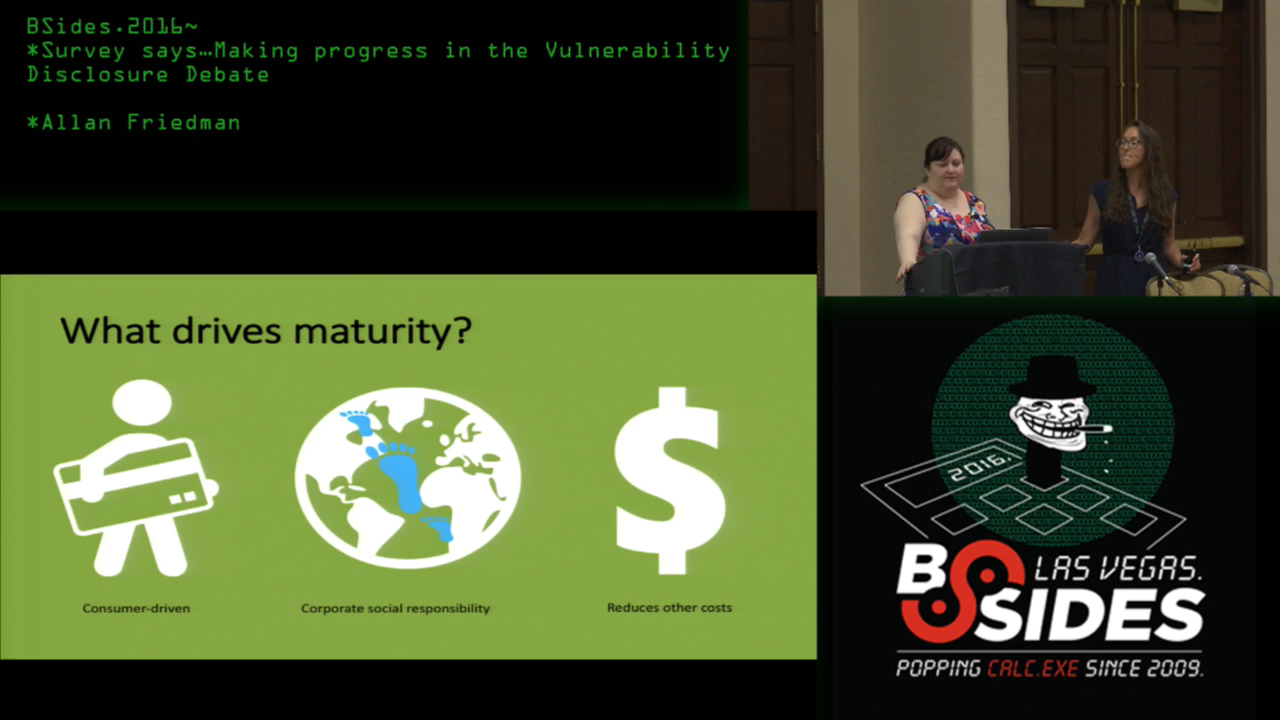 BSides.2016~
*Survey says…Making progress in the Vulnerability
Disclosure Debate
*Allan Friedman
What drives maturity?
Consumer-driven
Corporate social responsibility
Reduces other costs
2016.
BSIDES
LAS VEGAS.
POPPING CALC.EXE SINCE 2009.